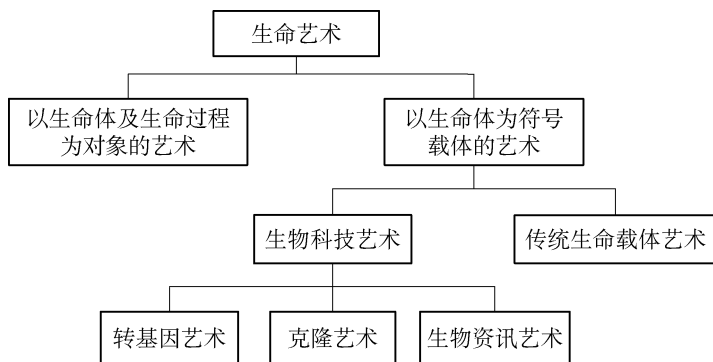 生命艺术
以生命体及生命过程
为对象的艺术
以生命体为符号
载体的艺术
生物科技艺术
传统生命载体艺术
转基因艺术
克隆艺术
生物资讯艺术